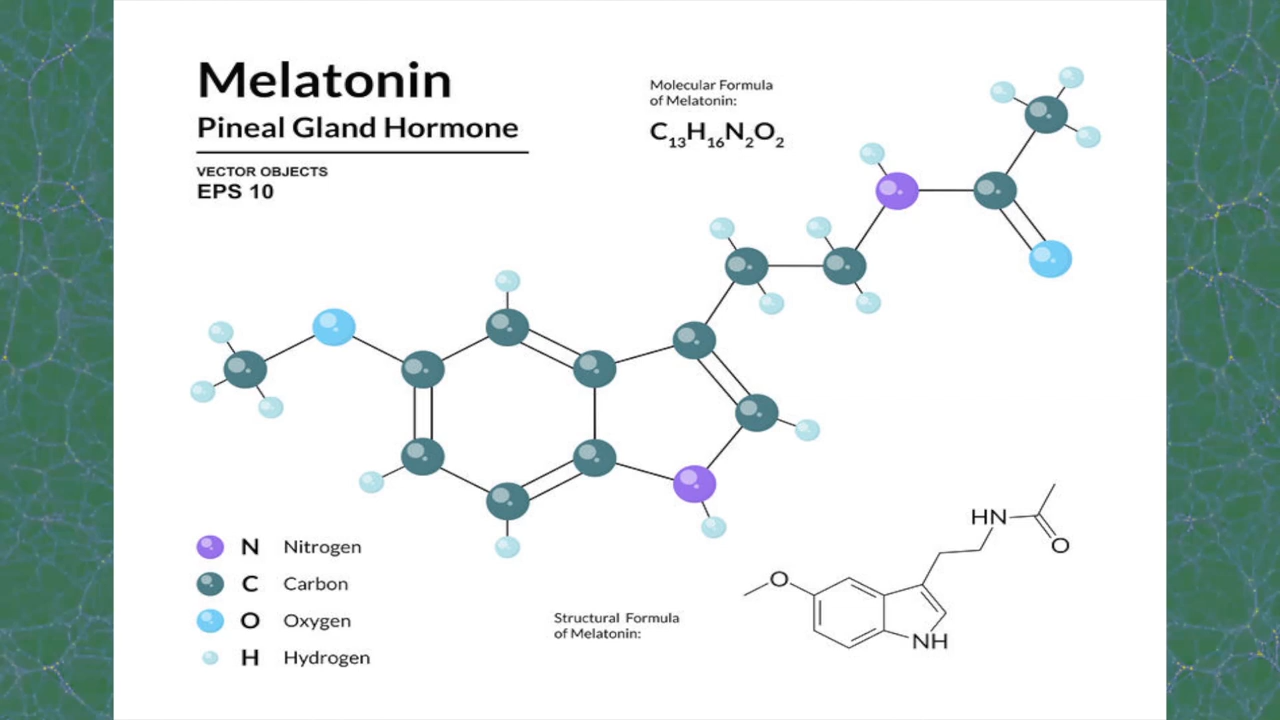 Melatonin
Pineal Gland Hormone
VECTOR OBJECTS
EPS 10
Molecular Formula
of Melatonin:
C₁₃H₁₆N₂O₂
N Nitrogen
C Carbon
O Oxygen
H Hydrogen
Structural Formula
of Melatonin:
HN
O
O
NH